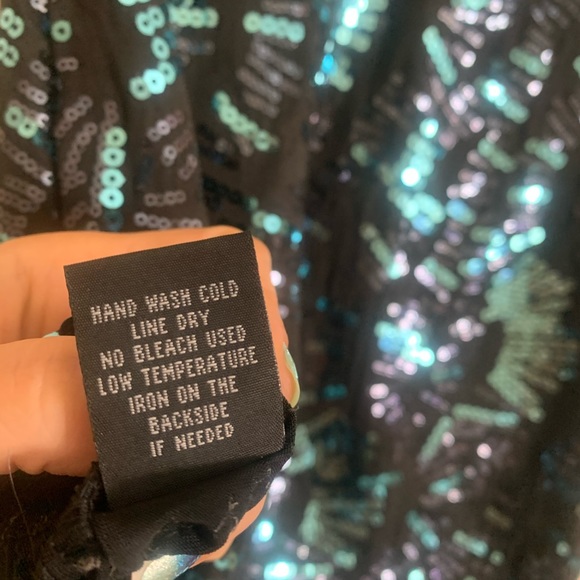 HAND WASH COLD
LINE DRY
NO BLEACH USED
LOW TEMPERATURE
IRON ON THE
BACKSIDE
IF NEEDED